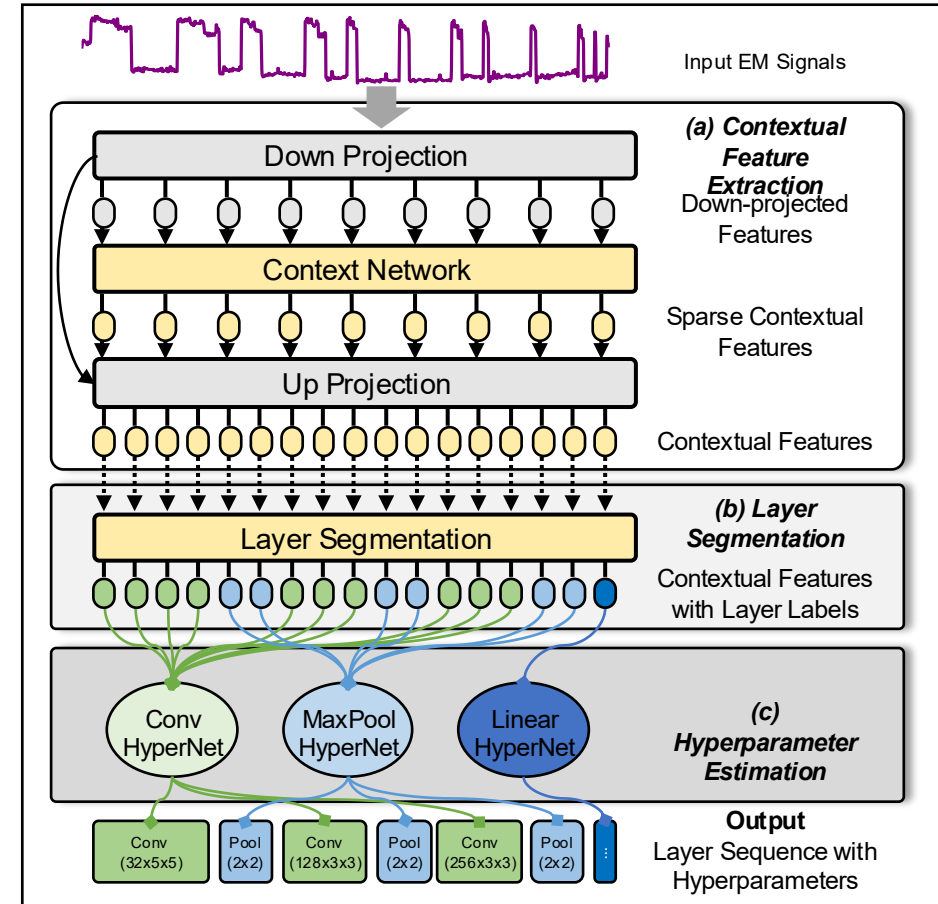 Input EM Signals
(a) Contextual
Feature
Extraction
Down Projection
Down-projected
Features
Context Network
Sparse Contextual
Features
Up Projection
Contextual Features
(b) Layer
Segmentation
Layer Segmentation
Contextual Features
with Layer Labels
Conv
HyperNet
MaxPool
HyperNet
Linear
HyperNet
(c)
Hyperparameter
Estimation
Conv
(32x5x5)
Pool
(2x2)
Conv
(128x3x3)
Pool
(2x2)
Conv
(256x3x3)
Pool
(2x2)
...
Output
Layer Sequence with
Hyperparameters